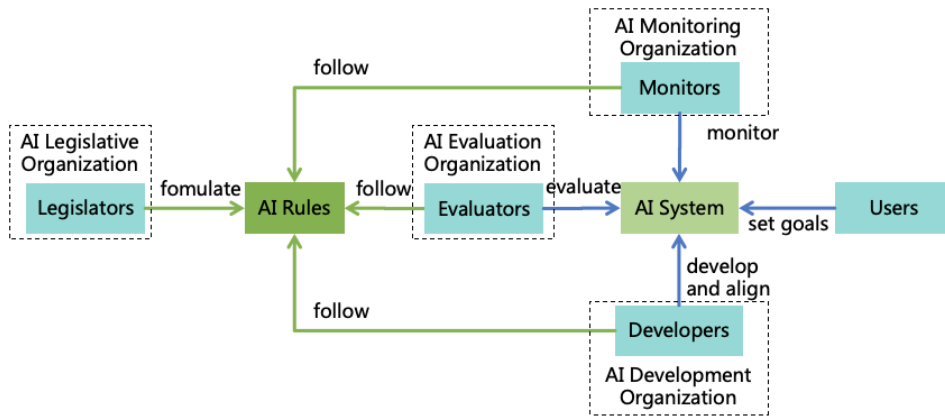 AI Monitoring
Organization
Monitors
follow
monitor
AI Legislative
Organization
Legislators
fomulate
AI Rules
follow
AI Evaluation
Organization
Evaluators
evaluate
AI System
set goals
Users
develop
and align
follow
Developers
AI Development
Organization